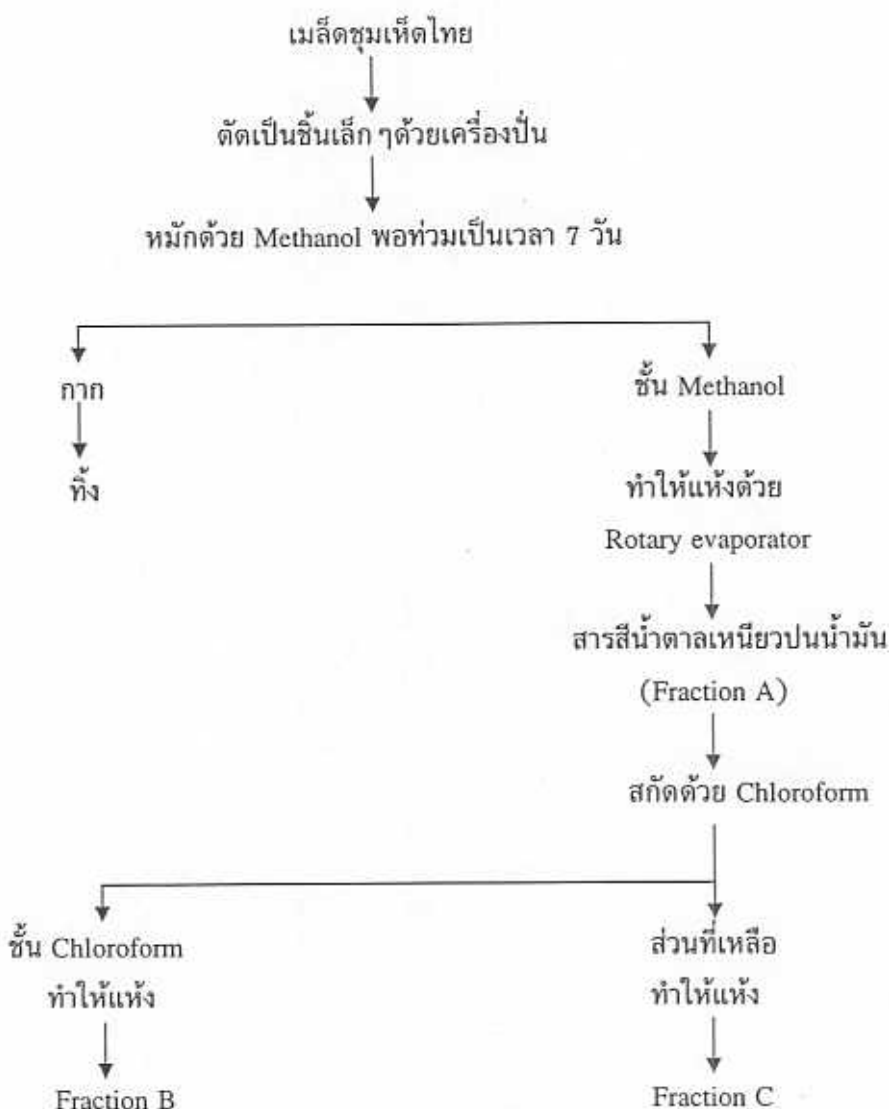 เมล็ดชุมเห็ดไทย
ตัดเป็นชิ้นเล็ก ๆด้วยเครื่องปั่น
หมักด้วย Methanol พอท่วมเป็นเวลา 7 วัน
กาก
ทิ้ง
ชั้น Methanol
ทำให้แห้งด้วย
Rotary evaporator
สารสีน้ำตาลเหนียวปนน้ำมัน
(Fraction A)
สกัดด้วย Chloroform
ชั้น Chloroform
ทำให้แห้ง
Fraction B
ส่วนที่เหลือ
ทำให้แห้ง
Fraction C